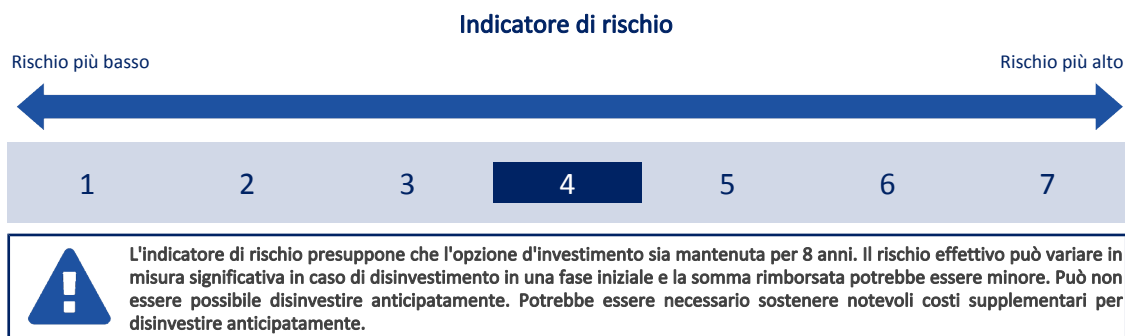 Indicatore di rischio
Rischio più basso
Rischio più alto
1 2 3 4 5 6 7
L'indicatore di rischio presuppone che l'opzione d'investimento sia mantenuta per 8 anni. Il rischio effettivo può variare in
misura significativa in caso di disinvestimento in una fase iniziale e la somma rimborsata potrebbe essere minore. Può non
essere possibile disinvestire anticipatamente. Potrebbe essere necessario sostenere notevoli costi supplementari per
disinvestire anticipatamente.